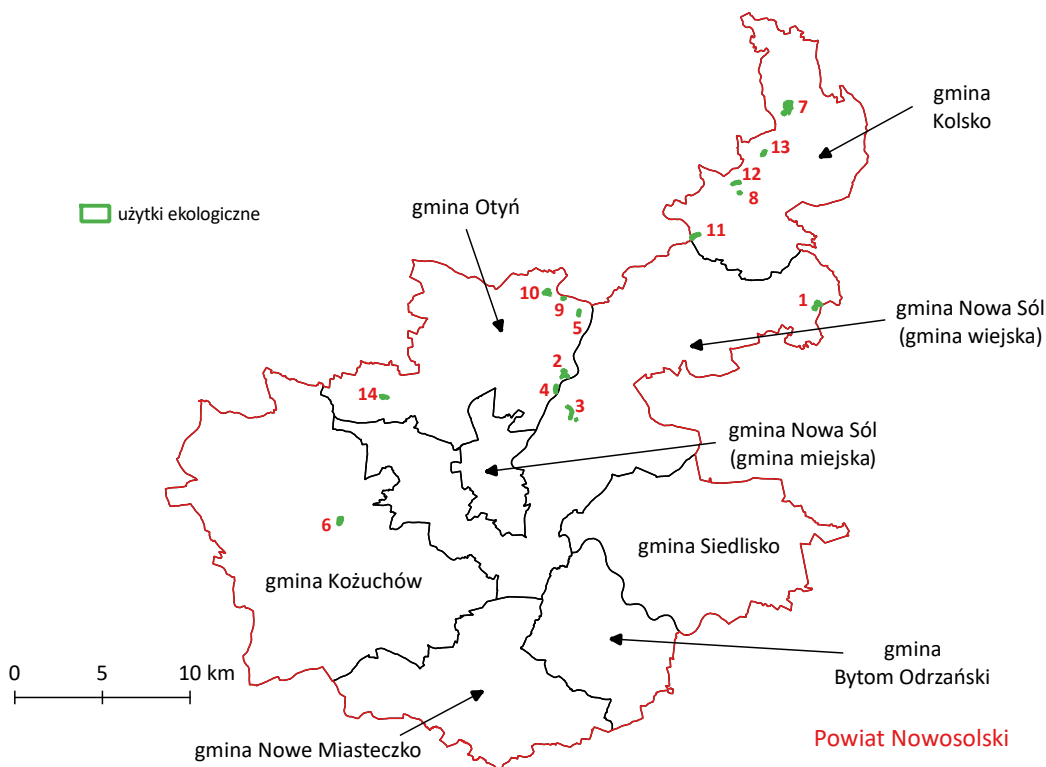 gmina
Kolsko
7
13
12
8
11
użytki ekologiczne
gmina Otyń
10
9
5
1
gmina Nowa Sól
(gmina wiejska)
2
4
14
3
gmina Nowa Sól
(gmina miejska)
6
gmina Siedlisko
gmina Kożuchów
0 5 10 km
gmina
Bytom Odrzański
gmina Nowe Miasteczko
Powiat Nowosolski